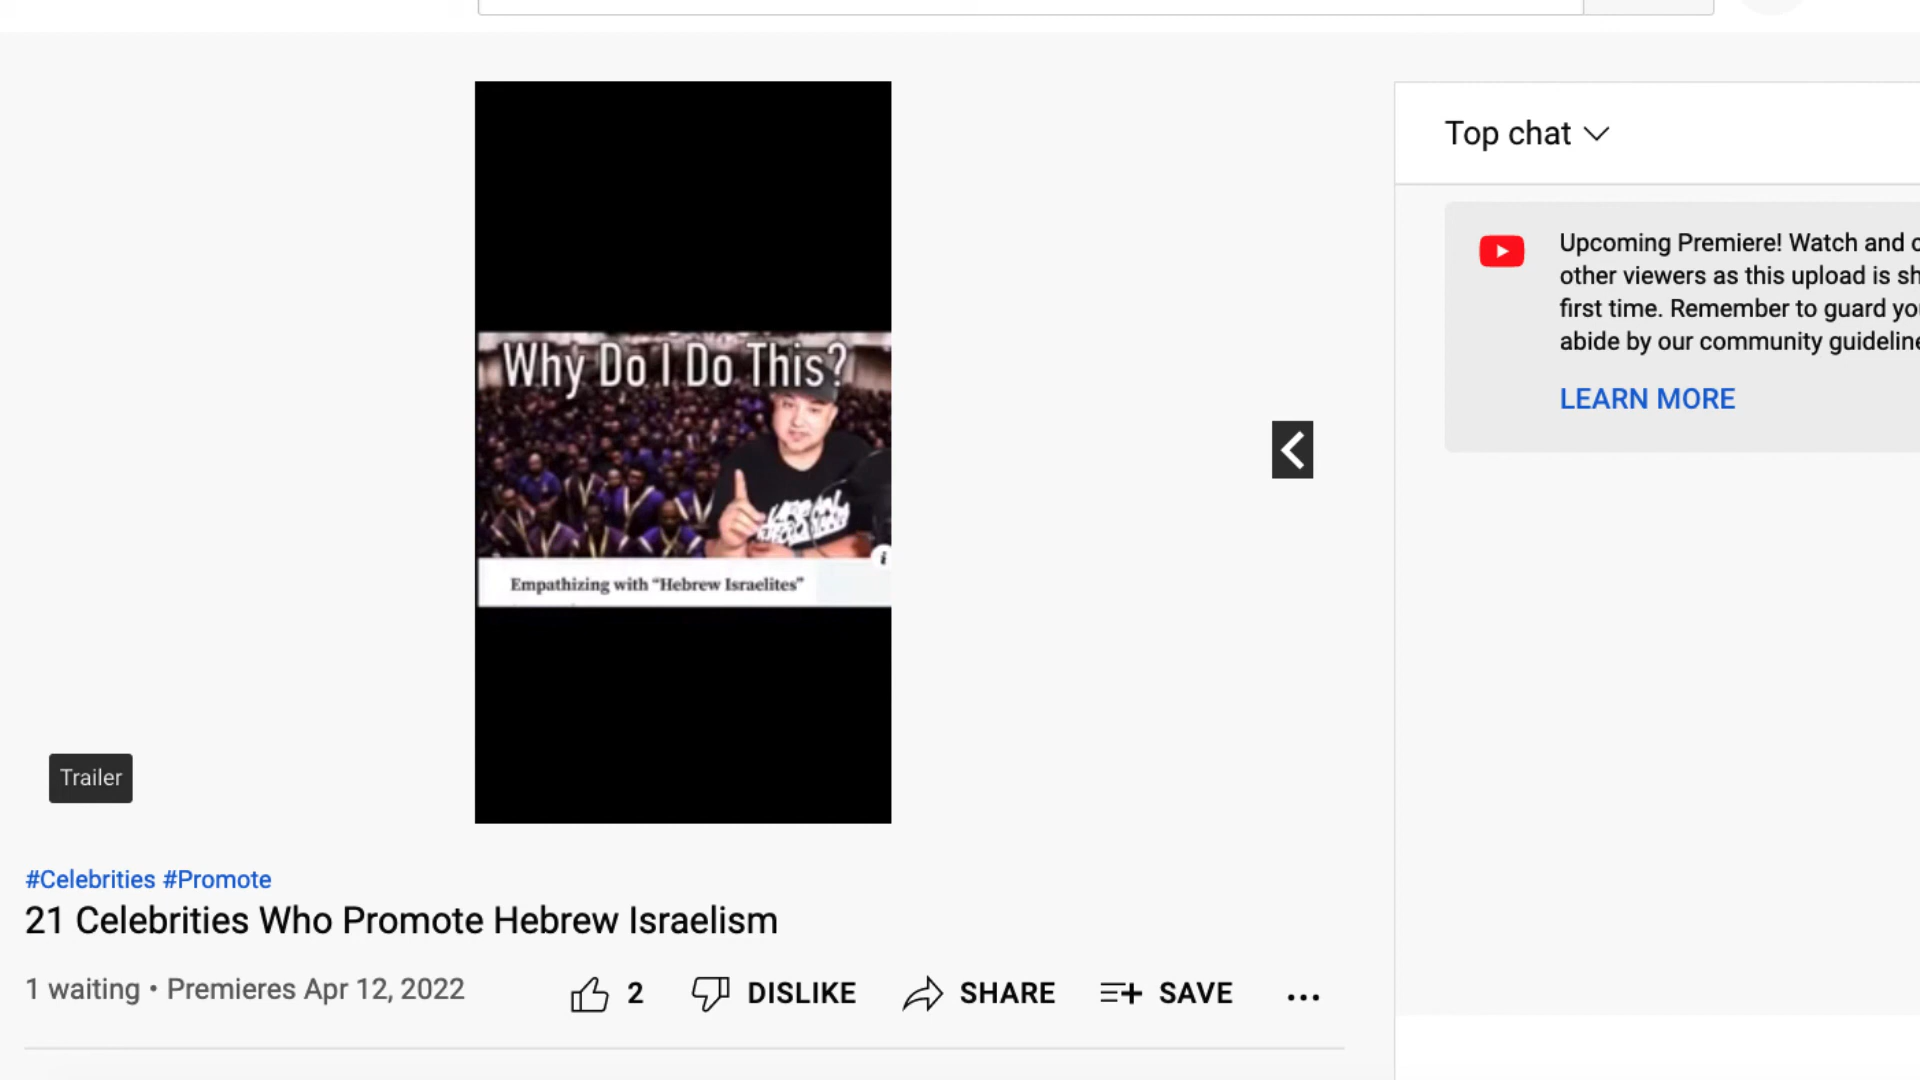 Top chat
Upcoming Premiere! Watch and
other viewers as this upload is
first time. Remember to guard
abide by our community
LEARN MORE
Why Do I Do This?
Empathizing with “Hebrew Israelites”
Trailer
#Celebrities #Promote
21 Celebrities Who Promote Hebrew Israelism
1 waiting • Premieres Apr 12, 2022
2 DISLIKE SHARE SAVE